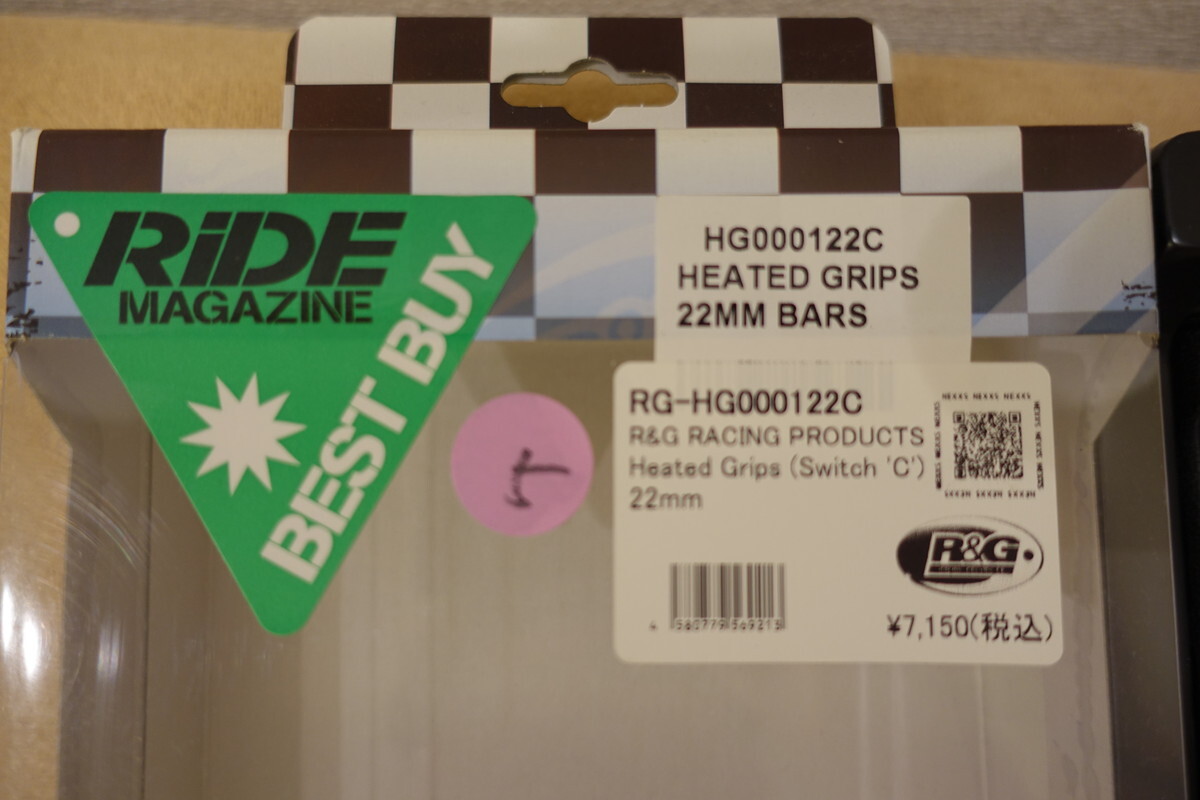 RiDE
MAGAZINE
BEST BUY
HG000122C
HEATED GRIPS
22MM BARS
RG-HG000122C
R&G RACING PRODUCTS
Heated Grips (Switch 'C')
22mm
R&G
¥7,150(税込)